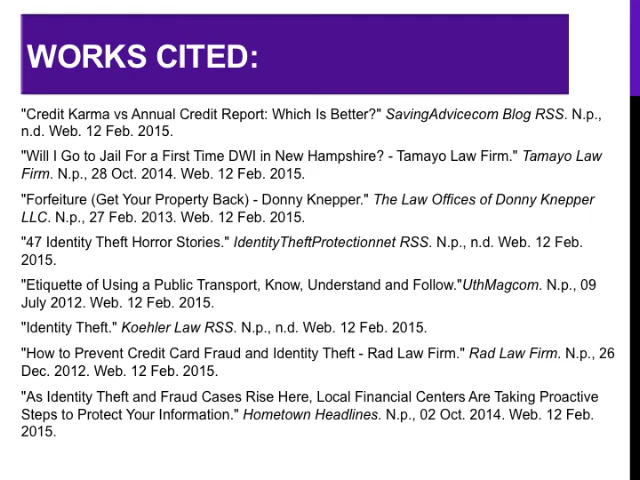 WORKS CITED:
"Credit Karma vs Annual Credit Report: Which Is Better?" SavingAdvicecom Blog RSS. N.p.,
n.d. Web. 12 Feb. 2015.
"Will I Go to Jail For a First Time DWI in New Hampshire? - Tamayo Law Firm." Tamayo Law
Firm. N.p., 28 Oct. 2014. Web. 12 Feb. 2015.
"Forfeiture (Get Your Property Back) - Donny Knepper." The Law Offices of Donny Knepper
LLC. N.p., 27 Feb. 2013. Web. 12 Feb. 2015.
"47 Identity Theft Horror Stories." IdentityTheftProtectionnet RSS. N.p., n.d. Web. 12 Feb.
2015.
"Etiquette of Using a Public Transport, Know, Understand and Follow."UthMagcom. N.p., 09
July 2012. Web. 12 Feb. 2015.
"Identity Theft." Koehler Law RSS. N.p., n.d. Web. 12 Feb. 2015.
"How to Prevent Credit Card Fraud and Identity Theft - Rad Law Firm." Rad Law Firm. N.p., 26
Dec. 2012. Web. 12 Feb. 2015.
"As Identity Theft and Fraud Cases Rise Here, Local Financial Centers Are Taking Proactive
Steps to Protect Your Information." Hometown Headlines. N.p., 02 Oct. 2014. Web. 12 Feb.
2015.